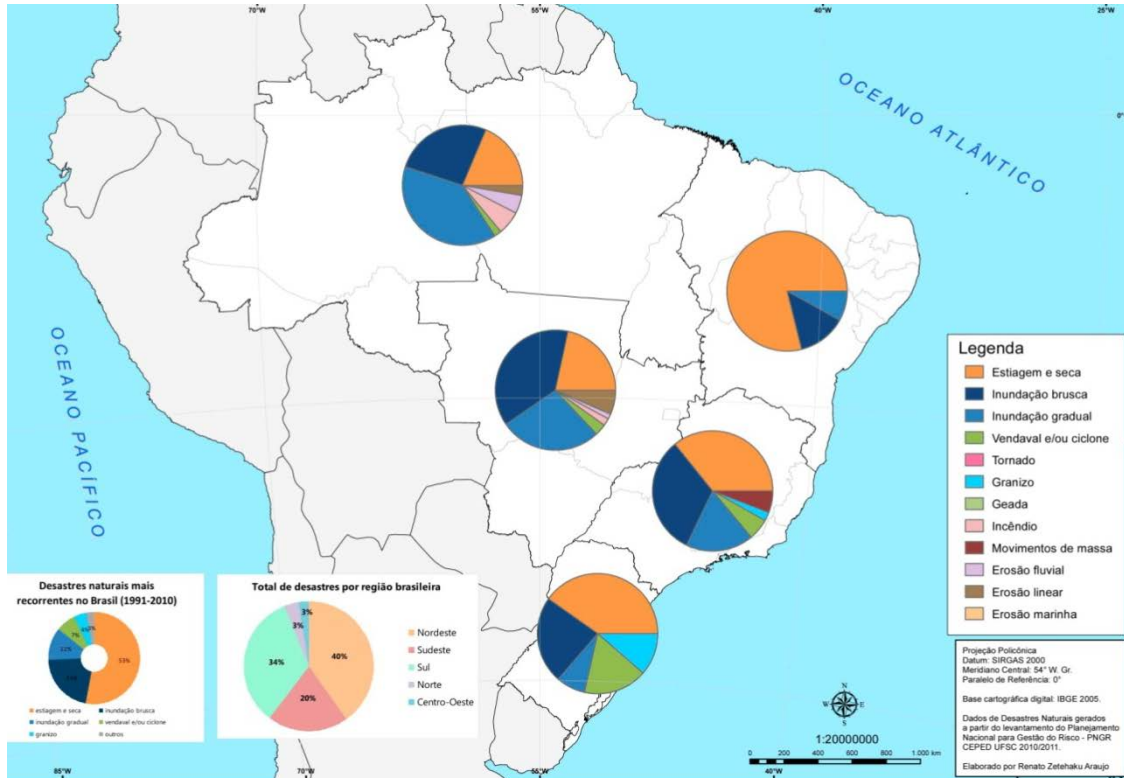 70°W
55°W
40°W
25°W
0°
OCEANO ATLÂNTICO
OCEANO PACÍFICO
Legenda
Estiagem e seca
Inundação brusca
Inundação gradual
Vendaval e/ou ciclone
Tornado
Granizo
Geada
Incêndio
Movimentos de massa
Erosão fluvial
Erosão linear
Erosão marinha
Desastres naturais mais
recorrentes no Brasil (1991-2010)
7%
53%
estiagem e seca
inundação brusca
inundação gradual
vendaval e/ou ciclone
granizo
outros
Total de desastres por região brasileira
3%
3%
40%
34%
20%
Nordeste
Sudeste
Sul
Norte
Centro-Oeste
N
W
E
S
1:20000000
0
200
400
600
800
1.000 km
Projeção Policônica
Datum: SIRGAS 2000
Meridiano Central: 54° W. Gr.
Paralelo de Referência: 0°
Base cartográfica digital: IBGE 2005.
Dados de Desastres Naturais gerados
a partir do levantamento do Planejamento
Nacional para Gestão do Risco - PNGR
CEPED UFSC 2010/2011.
Elaborado por Renato Zetehaku Araujo
85°W
70°W
55°W
40°W